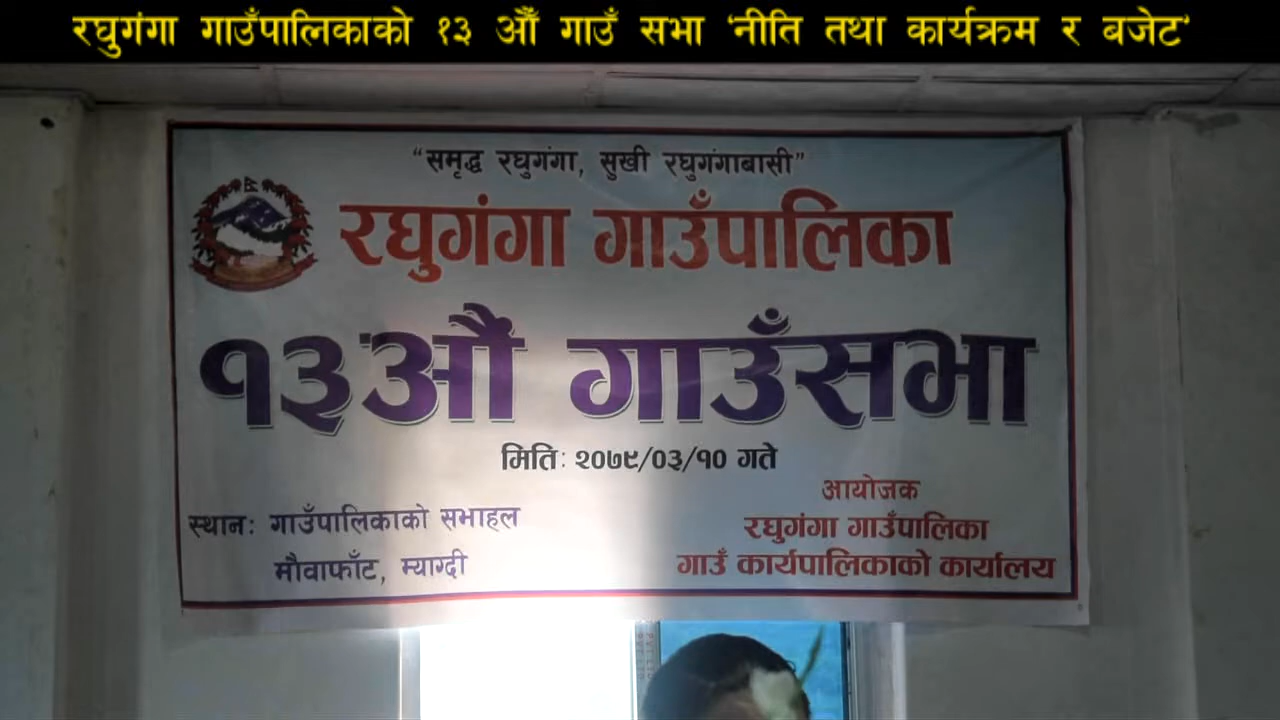 रघुगंगा गाउँपालिकाको १३ औँ गाउँ सभा 'नीति तथा कार्यक्रम र बजेट'
"समृद्ध रघुगंगा, सुखी रघुगंगाबासी"
रघुगंगा गाउँपालिका
१३औं गाउँसभा
मिति: २०७९/०३/१० गते
स्थान: गाउँपालिकाको सभाहल
मौवाफाँट, म्याग्दी
आयोजक
रघुगंगा गाउँपालिका
गाउँ कार्यपालिकाको कार्यालय